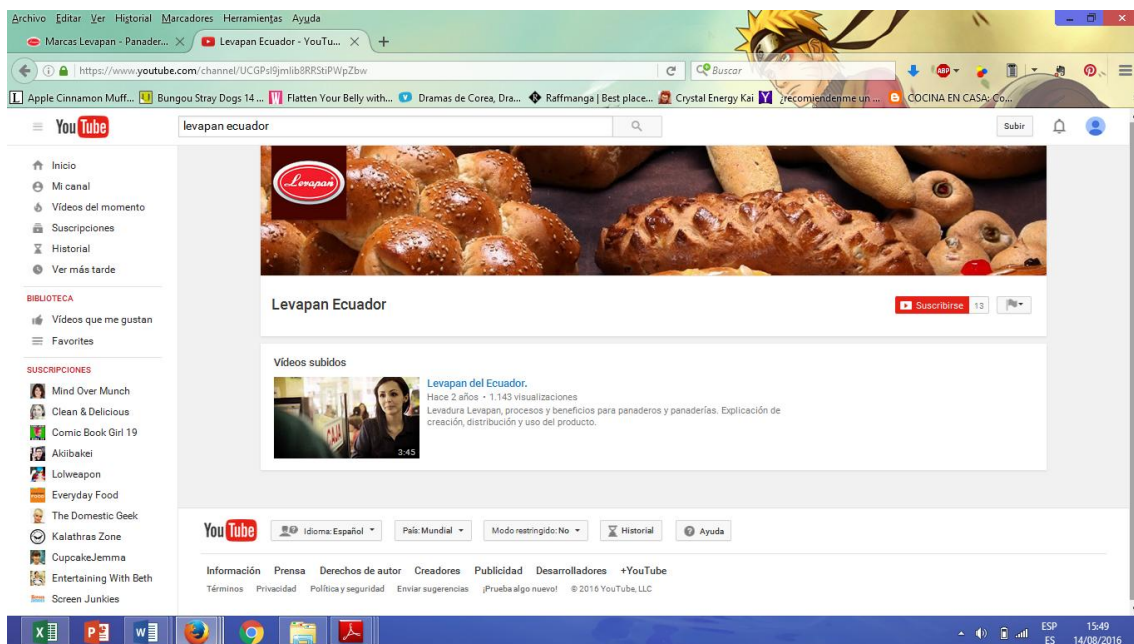 Archivo Editar Ver Historial Marcadores Herramientas Ayuda
Marcas Levapan - Panader... Levapan Ecuador - YouTu...
https://www.youtube.com/channel/UCGPsI9jmlib8RRStiPWpZbw Buscar
Apple Cinnamon Muff... Bungou Stray Dogs 14 ... Flatten Your Belly with... Dramas de Corea, Dra... Raffmanga | Best place... Crystal Energy Kai ¿recomiendenme un ... COCINA EN CASA: Co...
YouTube levapan ecuador Subir
Inicio
Mi canal
Vídeos del momento
Suscripciones
Historial
Ver más tarde
BIBLIOTECA
Vídeos que me gustan
Favorites
SUSCRIPCIONES
Mind Over Munch
Clean & Delicious
Comic Book Girl 19
Akiibakei
Lolweapon
Everyday Food
The Domestic Geek
Kalathras Zone
CupcakeJemma
Entertaining With Beth
Screen Junkies
Levapan
Levapan Ecuador
Suscribirse 13
Vídeos subidos
CAJA
3:45
Levapan del Ecuador.
Hace 2 años • 1.143 visualizaciones
Levadura Levapan, procesos y beneficios para panaderos y panaderías. Explicación de
creación, distribución y uso del producto.
YouTube Idioma: Español País: Mundial Modo restringido: No Historial Ayuda
Información Prensa Derechos de autor Creadores Publicidad Desarrolladores +YouTube
Términos Privacidad Política y seguridad Enviar sugerencias ¡Prueba algo nuevo! © 2016 YouTube, LLC
ESP 15:49
ES 14/08/2016